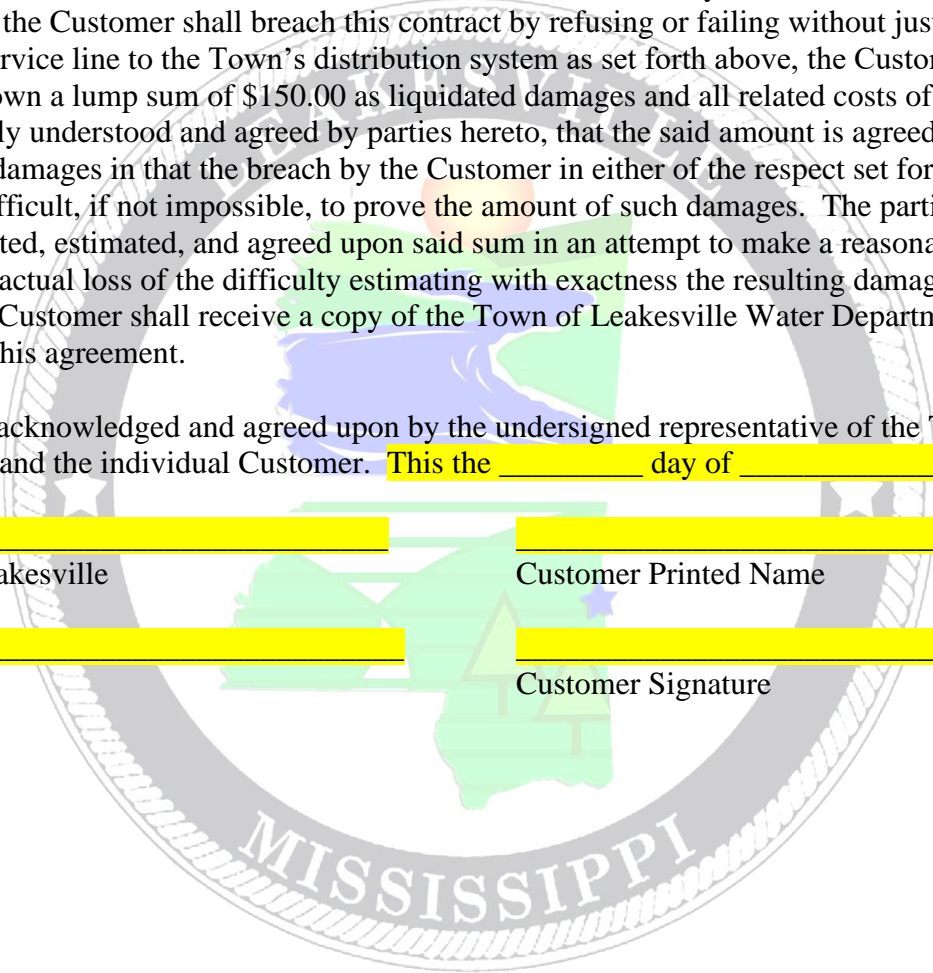 the Customer shall breach this contract by refusing or failing without just
rvice line to the Town’s distribution system as set forth above, the Custo
own a lump sum of $150.00 as liquidated damages and all related costs of
ly understood and agreed by parties hereto, that the said amount is agreed
damages in that the breach by the Customer in either of the respect set for
fficult, if not impossible, to prove the amount of such damages. The parti
ted, estimated, and agreed upon said sum in an attempt to make a reasona
actual loss of the difficulty estimating with exactness the resulting damag
Customer shall receive a copy of the Town of Leakesville Water Departm
his agreement.
acknowledged and agreed upon by the undersigned representative of the T
and the individual Customer. This the _________ day of ____________
akesville Customer Printed Name
Customer Signature
LEAKESVILLE
MISSISSIPPI